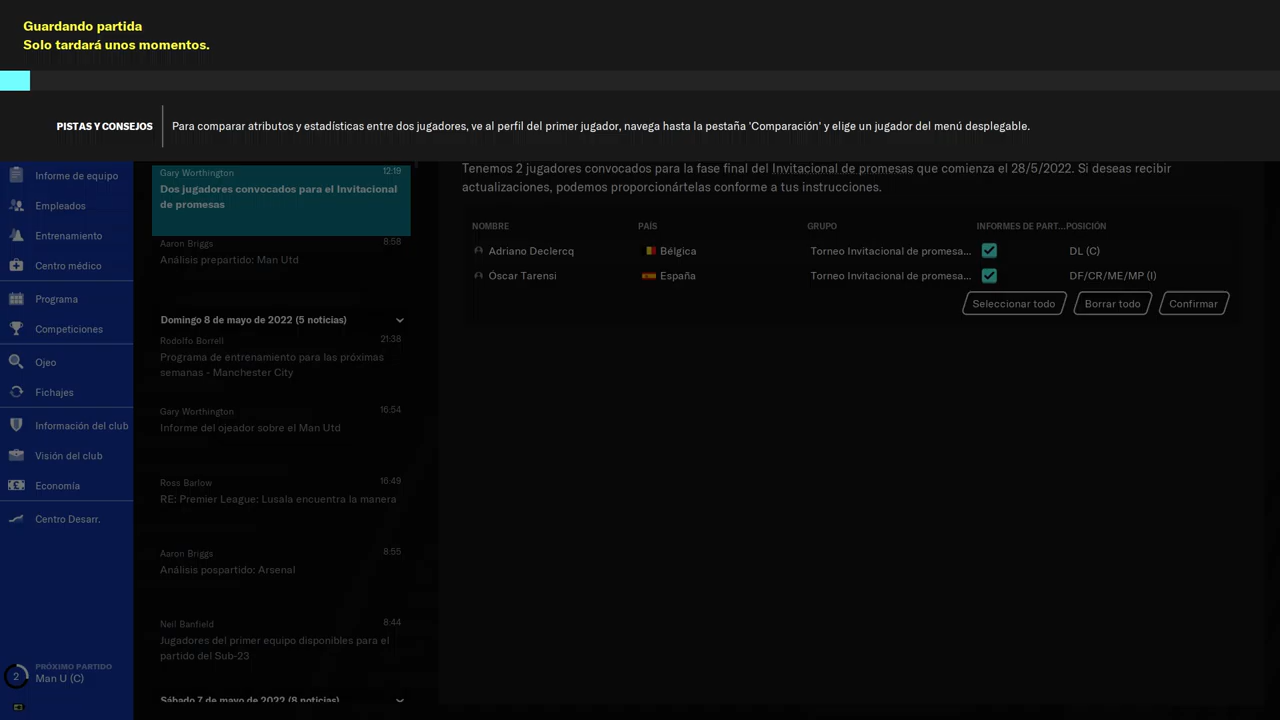 Guardando partida
Solo tardará unos momentos.
PISTAS Y CONSEJOS
Para comparar atributos y estadísticas entre dos jugadores, ve al perfil del primer jugador, navega hasta la pestaña 'Comparación' y elige un jugador del menú desplegable.
Informe de equipo
Empleados
Entrenamiento
Centro médico
Programa
Competiciones
Ojeo
Fichajes
Información del club
Visión del club
Economía
Centro Desarr.
PRÓXIMO PARTIDO
2
Man U (C)
Gary Worthington 12:19
Dos jugadores convocados para el Invitacional
de promesas
Aaron Briggs 8:58
Análisis prepartido: Man Utd
Domingo 8 de mayo de 2022 (5 noticias)
Rodolfo Borrell 21:38
Programa de entrenamiento para las próximas
semanas - Manchester City
Gary Worthington 16:54
Informe del ojeador sobre el Man Utd
Ross Barlow 16:49
RE: Premier League: Lusala encuentra la manera
Aaron Briggs 8:55
Análisis pospartido: Arsenal
Neil Banfield 8:44
Jugadores del primer equipo disponibles para el
partido del Sub-23
Sábado 7 de mayo de 2022 (8 noticias)
Tenemos 2 jugadores convocados para la fase final del Invitacional de promesas que comienza el 28/5/2022. Si deseas recibir
actualizaciones, podemos proporcionártelas conforme a tus instrucciones.
NOMBRE PAÍS GRUPO INFORMES DE PART... POSICIÓN
Adriano Declercq Bélgica Torneo Invitacional de promesa... DL (C)
Óscar Tarensi España Torneo Invitacional de promesa... DF/CR/ME/MP (I)
Seleccionar todo Borrar todo Confirmar